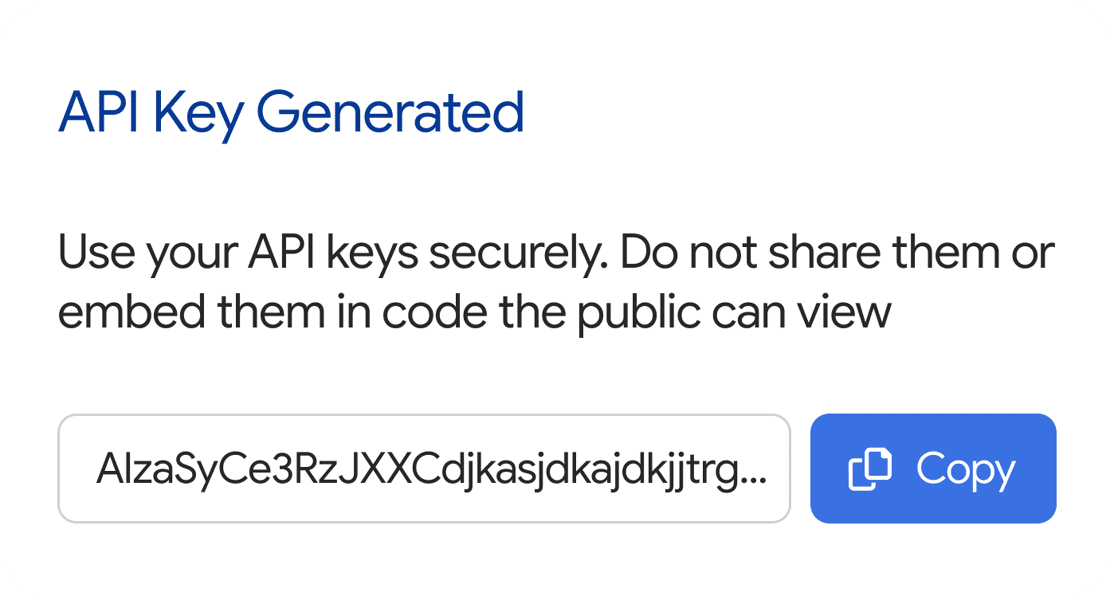 API Key Generated
Use your API keys securely. Do not share them or
embed them in code the public can view
AIzaSyCe3RzJXXCdjkasjdkajdkjjtrg...
Copy